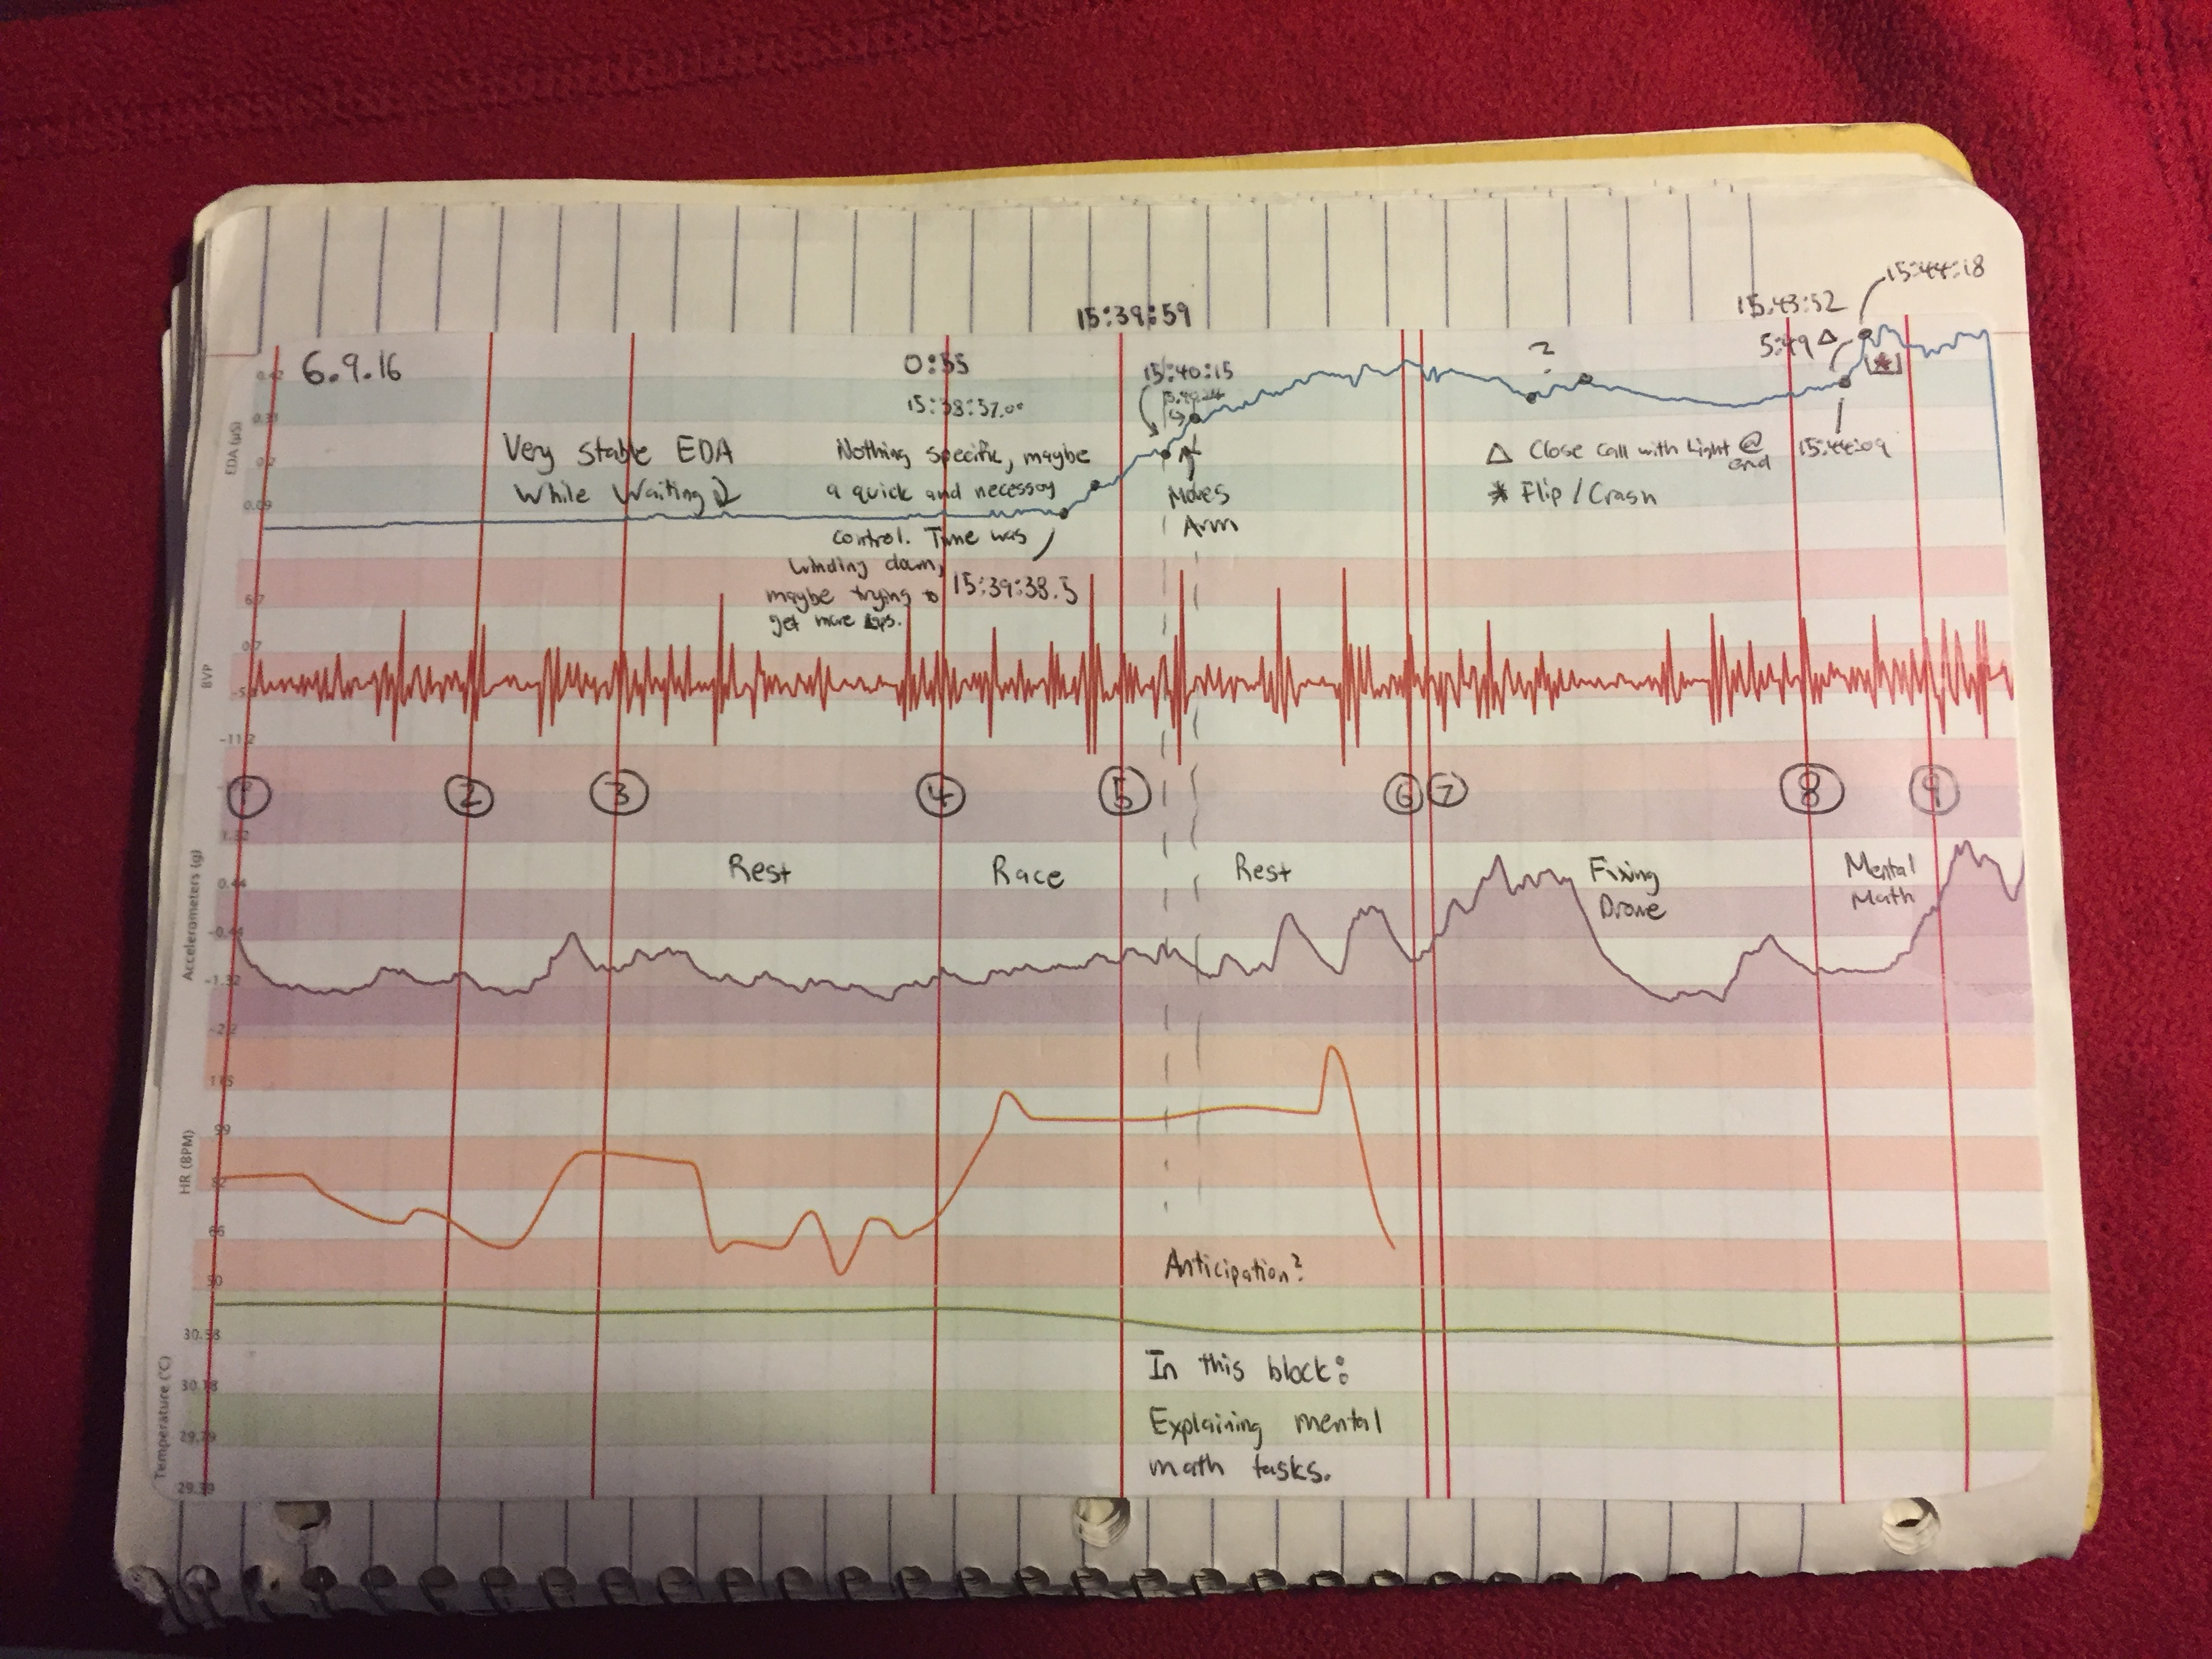 15:44:18
15:43:52
15:39:59
6.9.16
0:55
15:40:15
5:49 △
[*]
?
15:38:57.00
Very stable EDA
While Waiting
Nothing specific, maybe
a quick and necessary
control. Time was
winding down,
maybe trying to
get more laps.
15:39:38.5
Moves
Arm
△ Close call with Light @
end
15:44:09
* Flip/Crash
EDA (µS)
0.42
0.31
0.2
0.09
BVP
6.7
0.7
-11.2
① ② ③ ④ ⑤ ⑥ ⑦ ⑧ ⑨
Rest
Race
Rest
Fixing
Drone
Mental
Math
Accelerometers (g)
1.32
0.44
-0.44
-1.32
-2.2
HR (BPM)
115
99
82
66
50
Anticipation?
Temperature (°C)
30.58
30.18
29.79
29.39
In this block:
Explaining mental
math tasks.